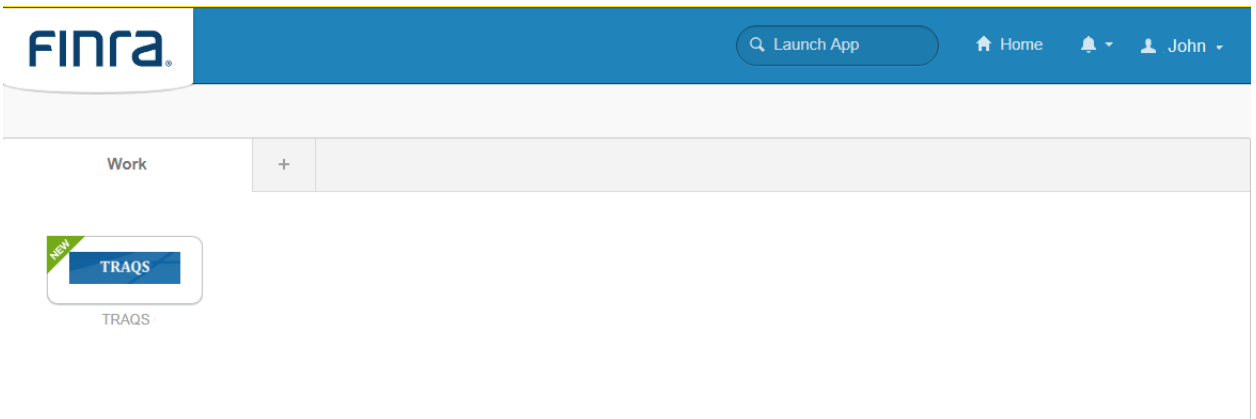 Finra.
Launch App
Home
John
Work
+
NEW
TRAQS
TRAQS